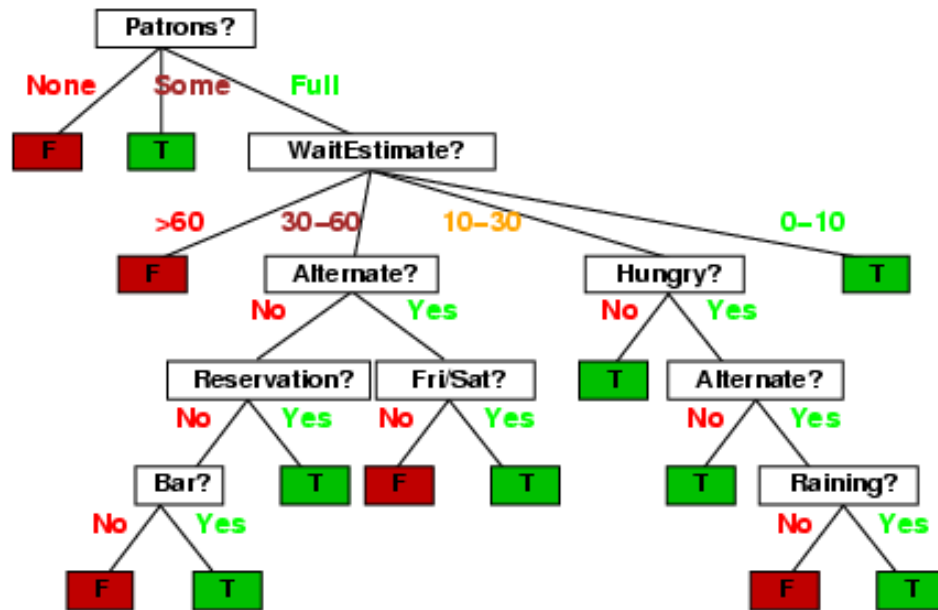 Patrons?
None Some Full
F T WaitEstimate?
>60 30–60 10–30 0–10
F Alternate? Hungry? T
No Yes No Yes
Reservation? Fri/Sat? T Alternate?
No Yes No Yes No Yes
Bar? T F T T Raining?
No Yes No Yes
F T F T